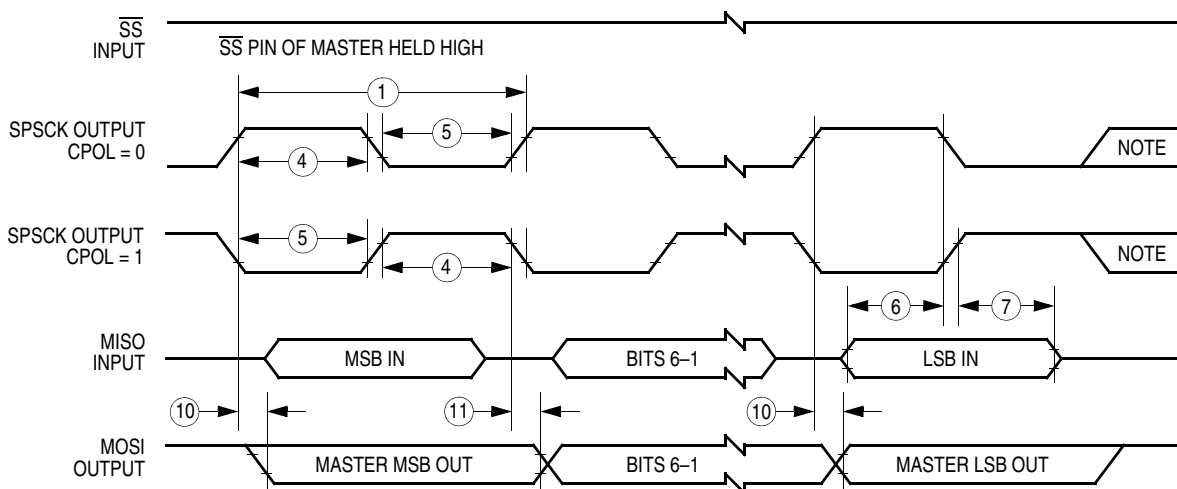 SS
INPUT
SS PIN OF MASTER HELD HIGH
1
SPSCK OUTPUT
CPOL = 0
5
4
NOTE
SPSCK OUTPUT
CPOL = 1
5
4
NOTE
6
7
MISO
INPUT
MSB IN
BITS 6–1
LSB IN
10
11
10
MOSI
OUTPUT
MASTER MSB OUT
BITS 6–1
MASTER LSB OUT